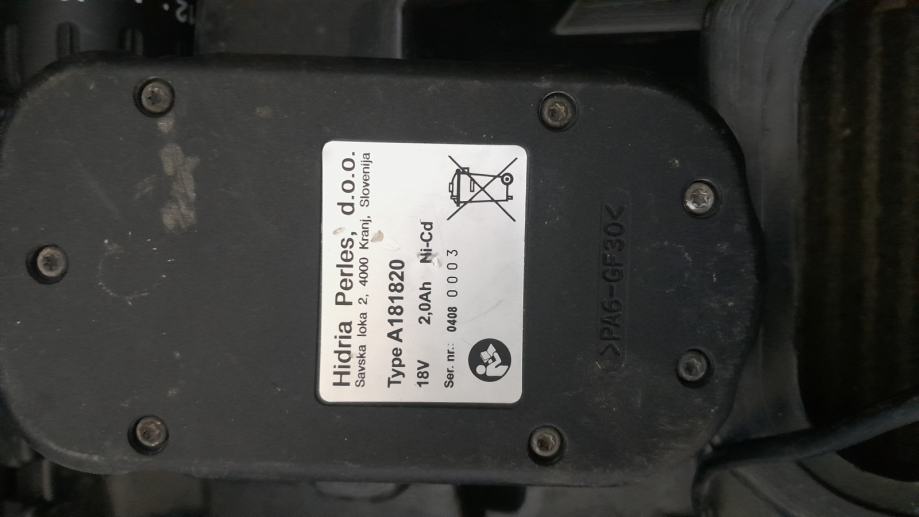 Hidria Perles, d.o.o.
Savska loka 2, 4000 Kranj, Slovenija
Type A181820
18V 2,0Ah Ni-Cd
Ser. nr.: 0408 0003
>PA6-GF30<
12